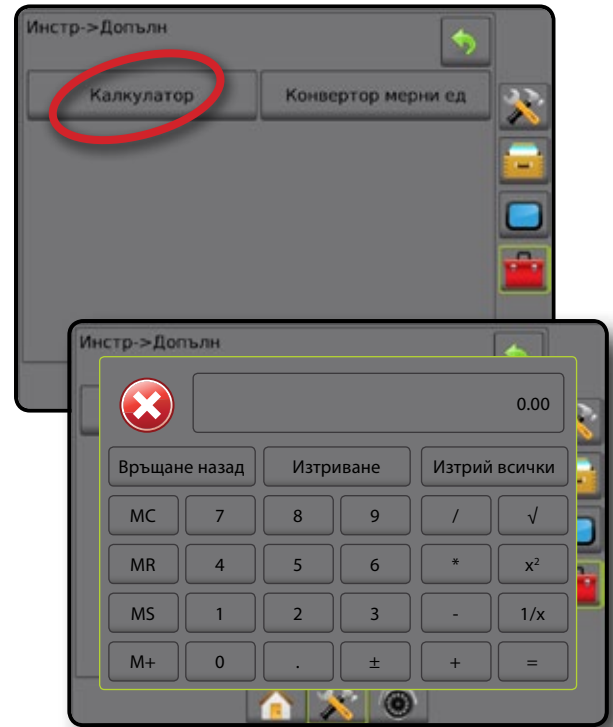 Инстр->Допълн
Калкулатор Конвертор мерни ед
Инстр->Допълн
0.00
Връщане назад Изтриване Изтрий всички
MC 7 8 9 / √
MR 4 5 6 * x²
MS 1 2 3 - 1/x
M+ 0 . ± + =